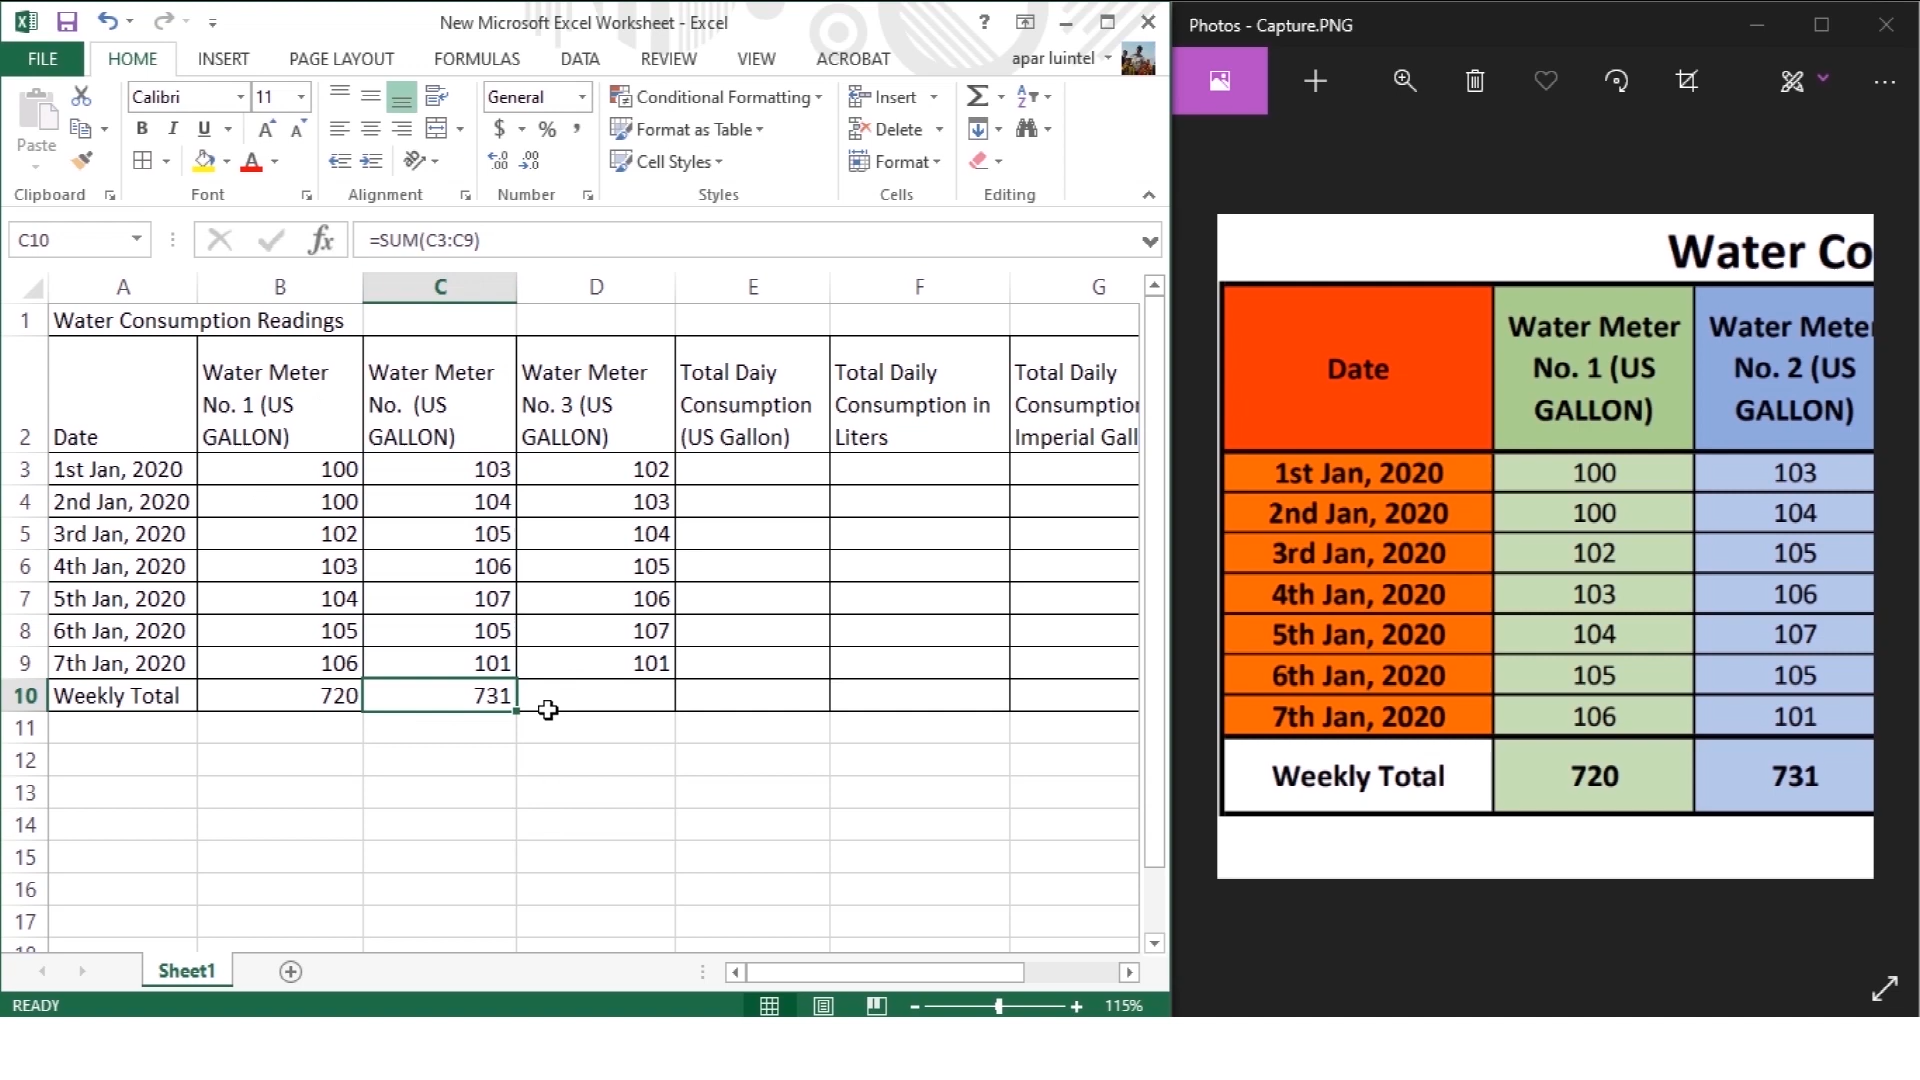 New Microsoft Excel Worksheet - Excel
?
FILE HOME INSERT PAGE LAYOUT FORMULAS DATA REVIEW VIEW ACROBAT apar luintel
Paste
Calibri 11
B I U A A
A
General
$ % ,
Conditional Formatting
Format as Table
Cell Styles
Insert
Delete
Format
Clipboard Font Alignment Number Styles Cells Editing
C10 fx =SUM(C3:C9)
A B C D E F G
1 Water Consumption Readings
2 Date
Water Meter No. 1 (US GALLON)
Water Meter No. (US GALLON)
Water Meter No. 3 (US GALLON)
Total Daiy Consumption (US Gallon)
Total Daily Consumption in Liters
Total Daily Consumption Imperial Gall
3 1st Jan, 2020 100 103 102
4 2nd Jan, 2020 100 104 103
5 3rd Jan, 2020 102 105 104
6 4th Jan, 2020 103 106 105
7 5th Jan, 2020 104 107 106
8 6th Jan, 2020 105 105 107
9 7th Jan, 2020 106 101 101
10 Weekly Total 720 731
11
12
13
14
15
16
17
Sheet1
READY 115%
Photos - Capture.PNG
Water Co
Date
Water Meter
No. 1 (US
GALLON)
Water Meter
No. 2 (US
GALLON)
1st Jan, 2020 100 103
2nd Jan, 2020 100 104
3rd Jan, 2020 102 105
4th Jan, 2020 103 106
5th Jan, 2020 104 107
6th Jan, 2020 105 105
7th Jan, 2020 106 101
Weekly Total 720 731